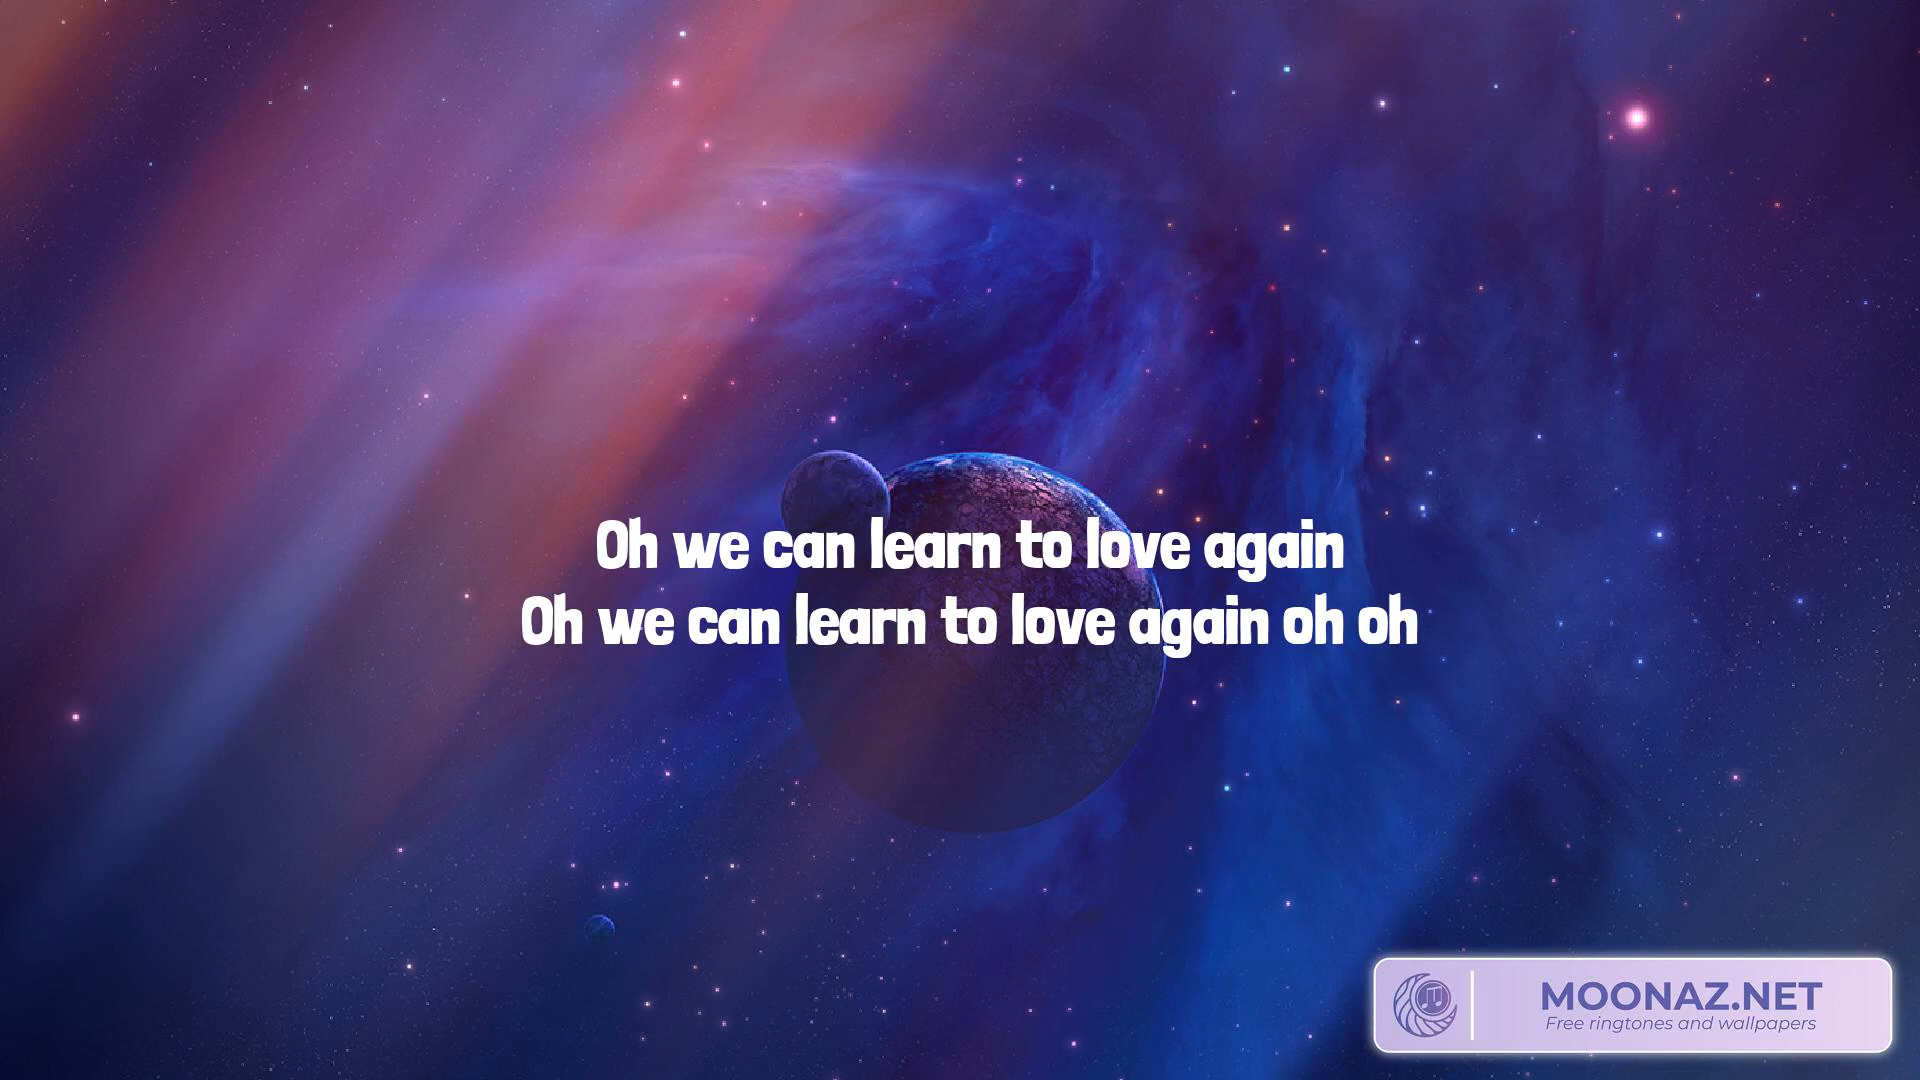 Oh we can learn to love again
Oh we can learn to love again oh oh
MOONAZ.NET
Free ringtones and wallpapers